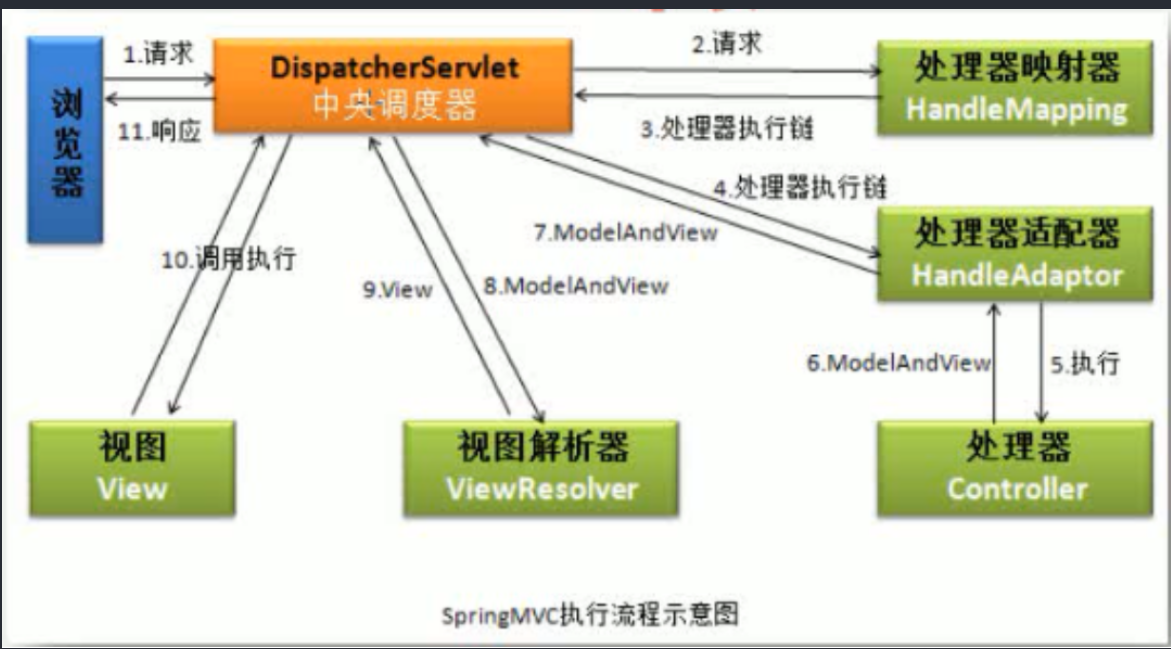 1.请求
2.请求
DispatcherServlet
中央调度器
处理器映射器
HandleMapping
浏览器
11.响应
3.处理器执行链
4.处理器执行链
7.ModelAndView
处理器适配器
HandleAdaptor
10.调用执行
9.View
8.ModelAndView
6.ModelAndView
5.执行
视图
View
视图解析器
ViewResolver
处理器
Controller
SpringMVC执行流程示意图